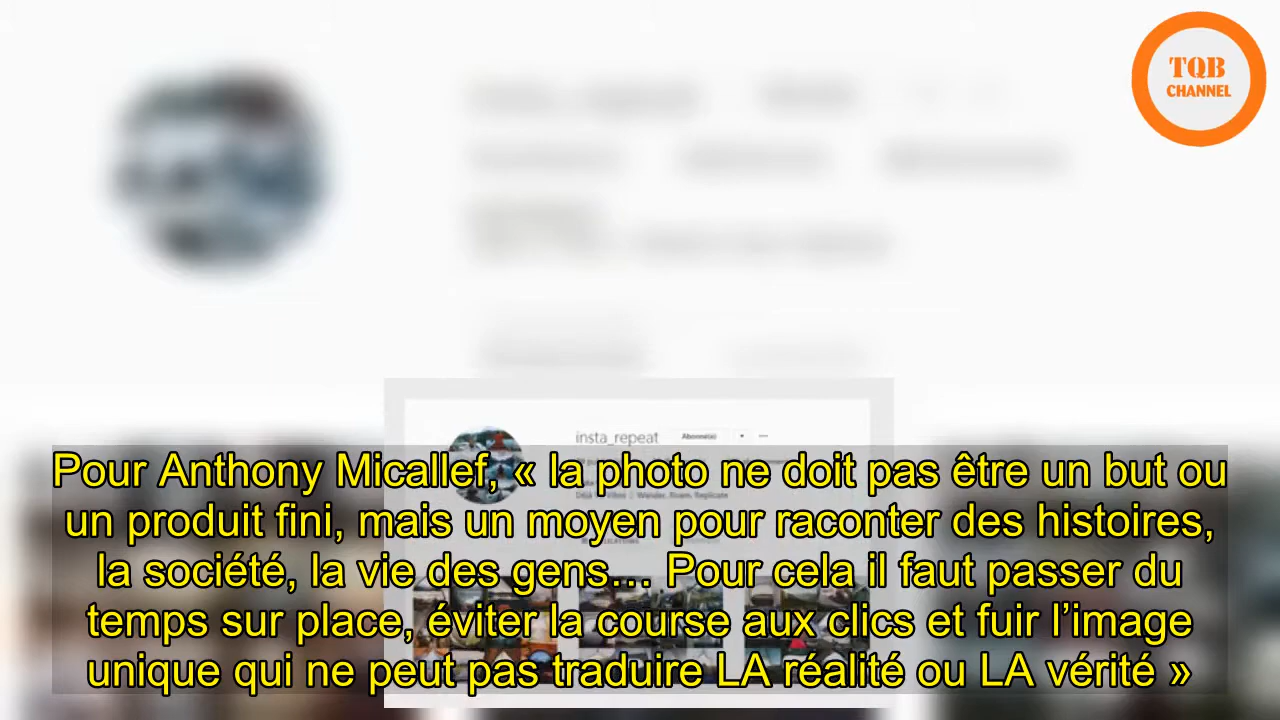 TQB
CHANNEL
insta_repeat
Pour Anthony Micallef, « la photo ne doit pas être un but ou
un produit fini, mais un moyen pour raconter des histoires,
la société, la vie des gens… Pour cela il faut passer du
temps sur place, éviter la course aux clics et fuir l’image
unique qui ne peut pas traduire LA réalité ou LA vérité »